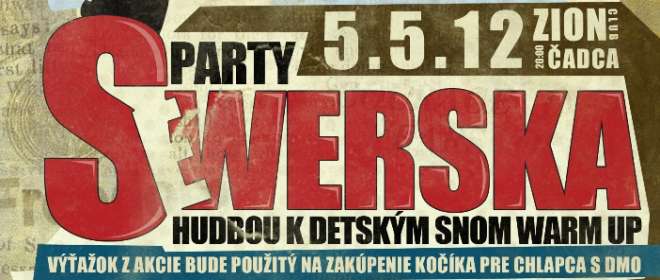 PARTY
5.5.12
ZION CLUB
20:00 ČADCA
SWERSKA
HUDBOU K DETSKÝM SNOM WARM UP
VÝŤAŽOK Z AKCIE BUDE POUŽITÝ NA ZAKÚPENIE KOČÍKA PRE CHLAPCA S DMO